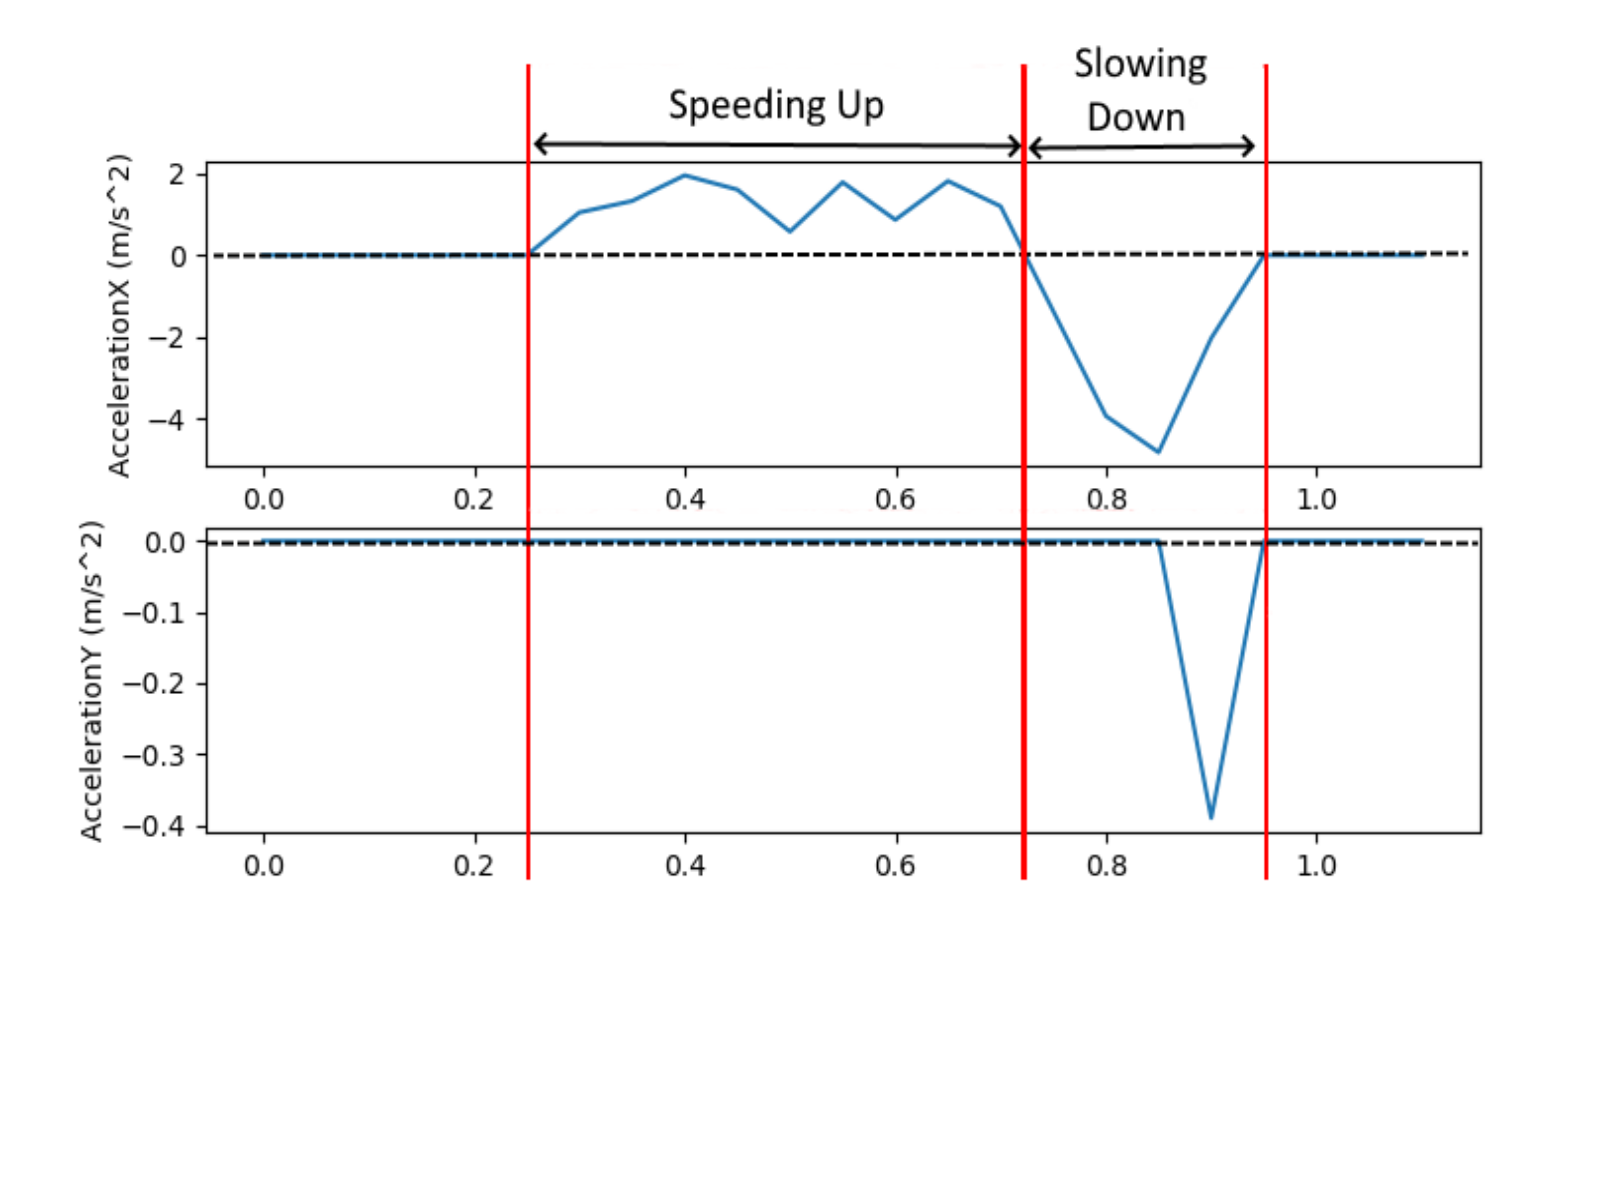 Slowing
Down
Speeding Up
AccelerationX (m/s^2)
2
0
−2
−4
0.0 0.2 0.4 0.6 0.8 1.0
AccelerationY (m/s^2)
0.0
−0.1
−0.2
−0.3
−0.4
0.0 0.2 0.4 0.6 0.8 1.0